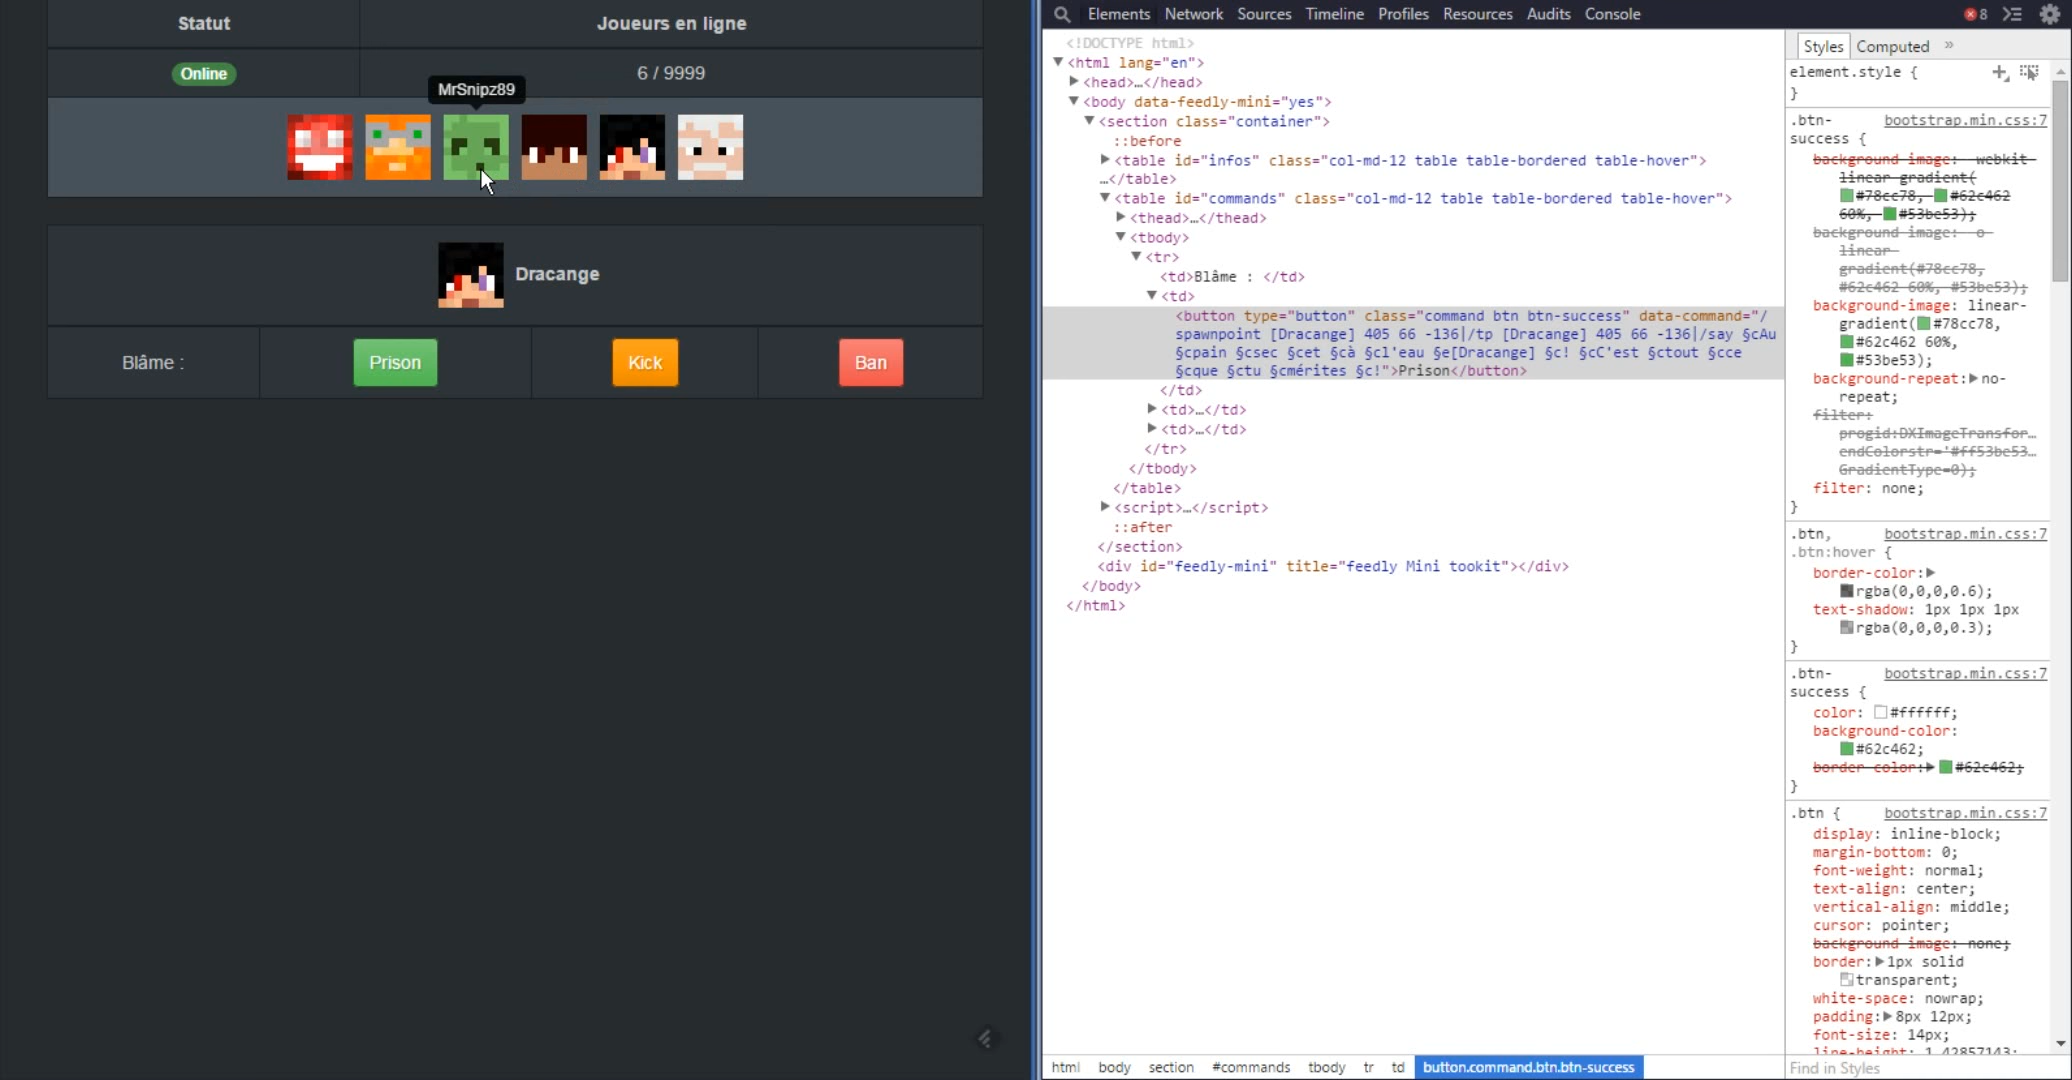 Statut
Joueurs en ligne
Online
6 / 9999
MrSnipz89
Dracange
Blâme :
Prison
Kick
Ban
Elements Network Sources Timeline Profiles Resources Audits Console
8
<!DOCTYPE html>
<html lang="en">
<head>…</head>
<body data-feedly-mini="yes">
<section class="container">
::before
<table id="infos" class="col-md-12 table table-bordered table-hover">
…</table>
<table id="commands" class="col-md-12 table table-bordered table-hover">
<thead>…</thead>
<tbody>
<tr>
<td>Blâme : </td>
<td>
<button type="button" class="command btn btn-success" data-command="/
spawnpoint [Dracange] 405 66 -136|/tp [Dracange] 405 66 -136|/say §cAu
§cpain §csec §cet §cà §cl'eau §e[Dracange] §c! §cC'est §ctout §cce
§cque §ctu §cmérites §c!">Prison</button>
</td>
<td>…</td>
<td>…</td>
</tr>
</tbody>
</table>
<script>…</script>
::after
</section>
<div id="feedly-mini" title="feedly Mini tookit"></div>
</body>
</html>
html body section #commands tbody tr td button.command.btn.btn-success
Styles Computed »
element.style {
}
.btn- bootstrap.min.css:7
success {
background-image: -webkit-
linear-gradient(
#78cc78, #62c462
60%, #53be53);
background-image: -o-
linear-
gradient(#78cc78,
#62c462 60%, #53be53);
background-image: linear-
gradient(#78cc78,
#62c462 60%,
#53be53);
background-repeat: no-
repeat;
filter:
progid:DXImageTransfor…
endColorstr='#ff53be53…
GradientType=0);
filter: none;
}
.btn, bootstrap.min.css:7
.btn:hover {
border-color:
rgba(0,0,0,0.6);
text-shadow: 1px 1px 1px
rgba(0,0,0,0.3);
}
.btn- bootstrap.min.css:7
success {
color: #ffffff;
background-color:
#62c462;
border-color: #62c462;
}
.btn { bootstrap.min.css:7
display: inline-block;
margin-bottom: 0;
font-weight: normal;
text-align: center;
vertical-align: middle;
cursor: pointer;
background-image: none;
border: 1px solid
transparent;
white-space: nowrap;
padding: 8px 12px;
font-size: 14px;
line-height: 1.42857143;
Find in Styles